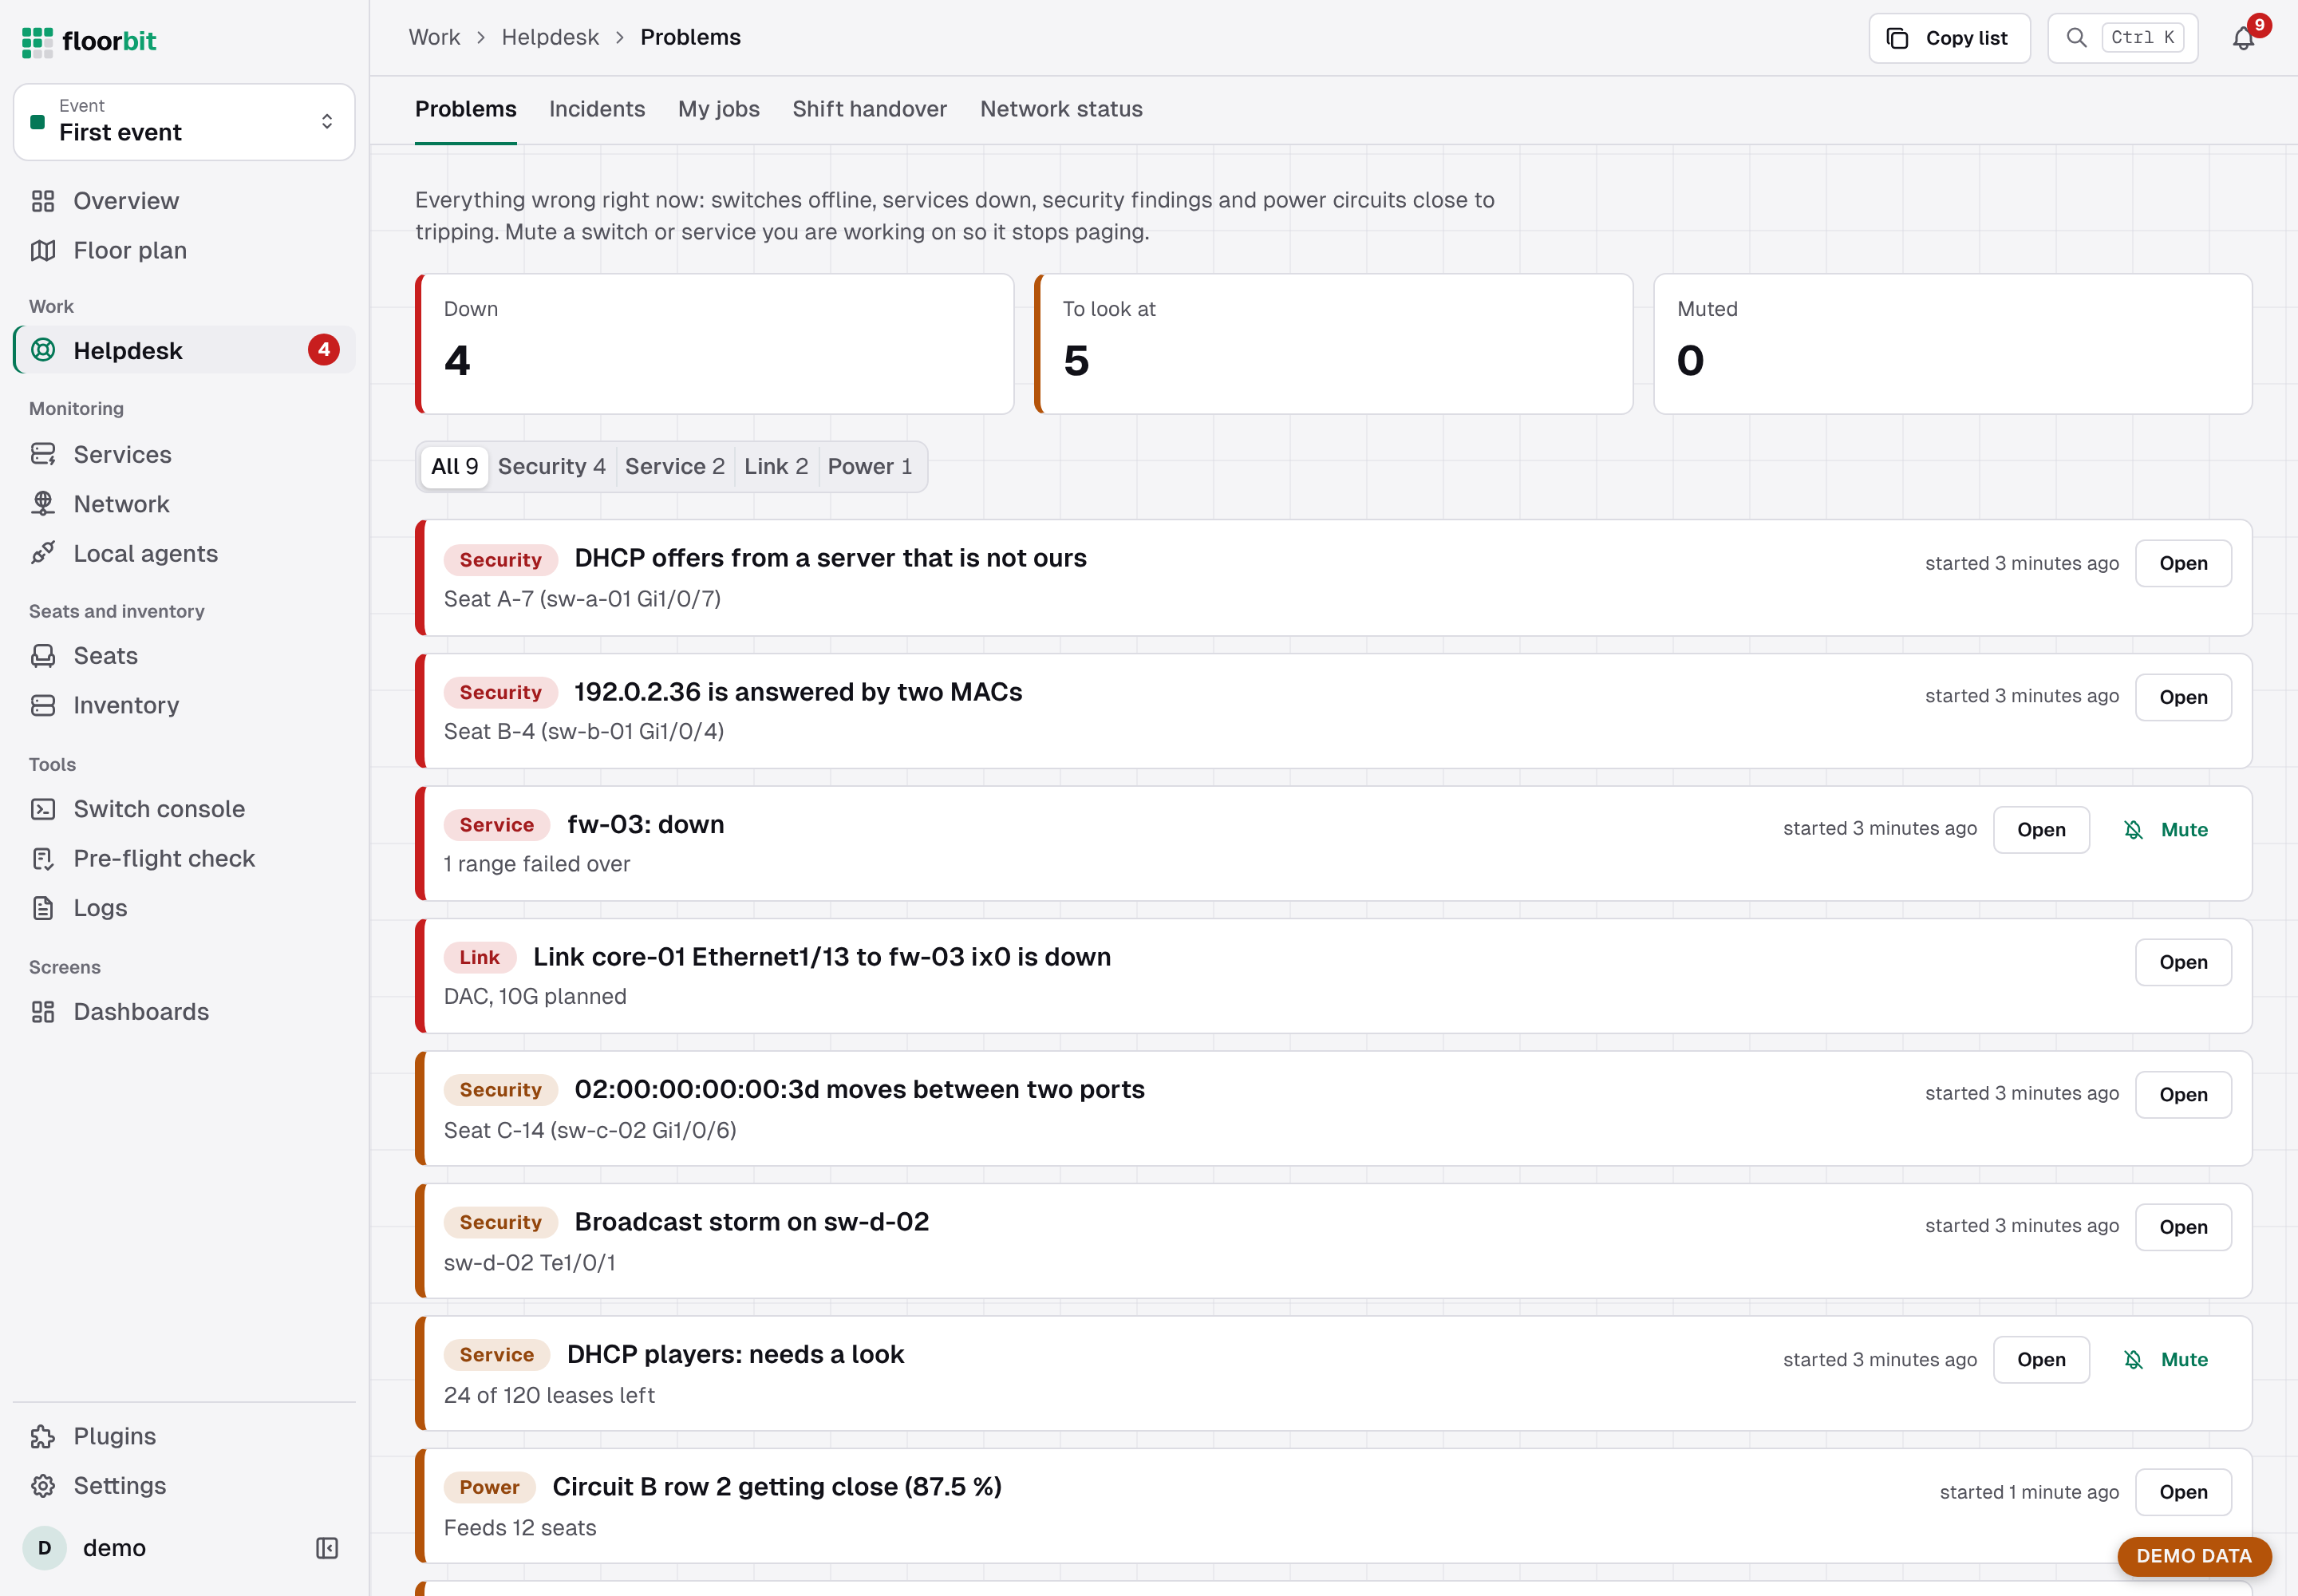 floorbit
Event
First event
Overview
Floor plan
Work
Helpdesk 4
Monitoring
Services
Network
Local agents
Seats and inventory
Seats
Inventory
Tools
Switch console
Pre-flight check
Logs
Screens
Dashboards
Plugins
Settings
D demo
Work > Helpdesk > Problems
Copy list
Ctrl K
9
Problems Incidents My jobs Shift handover Network status
Everything wrong right now: switches offline, services down, security findings and power circuits close to
tripping. Mute a switch or service you are working on so it stops paging.
Down
4
To look at
5
Muted
0
All 9 Security 4 Service 2 Link 2 Power 1
Security DHCP offers from a server that is not ours started 3 minutes ago Open
Seat A-7 (sw-a-01 Gi1/0/7)
Security 192.0.2.36 is answered by two MACs started 3 minutes ago Open
Seat B-4 (sw-b-01 Gi1/0/4)
Service fw-03: down started 3 minutes ago Open Mute
1 range failed over
Link Link core-01 Ethernet1/13 to fw-03 ix0 is down Open
DAC, 10G planned
Security 02:00:00:00:00:3d moves between two ports started 3 minutes ago Open
Seat C-14 (sw-c-02 Gi1/0/6)
Security Broadcast storm on sw-d-02 started 3 minutes ago Open
sw-d-02 Te1/0/1
Service DHCP players: needs a look started 3 minutes ago Open Mute
24 of 120 leases left
Power Circuit B row 2 getting close (87.5 %) started 1 minute ago Open
Feeds 12 seats
DEMO DATA